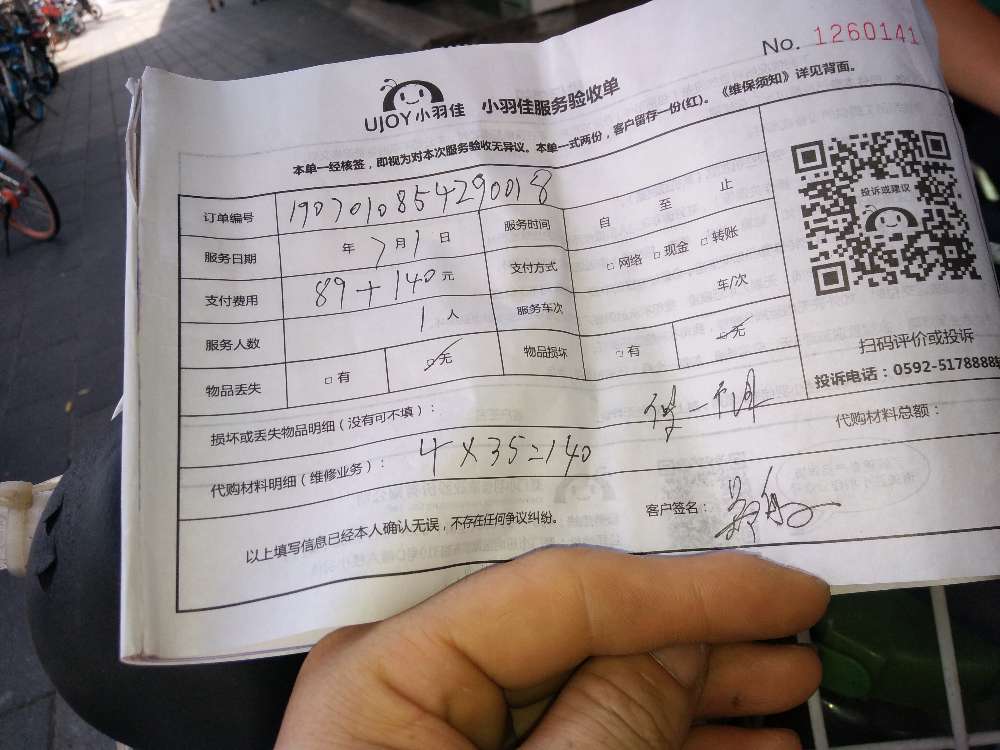 No. 1260141
UJOY小羽佳 小羽佳服务验收单
本单一经核签，即视为对本次服务验收无异议。本单一式两份，客户留存一份(红)。《维保须知》详见背面。
订单编号 1907010854290018 服务时间 自 至 止
服务日期 年 7月1日 支付方式 □网络 □现金 □转账
支付费用 89+140元 服务车次 车/次
服务人数 1人 物品损坏 □有 □无
物品丢失 □有 □无
投诉或建议
扫码评价或投诉
投诉电话：0592-5178888
损坏或丢失物品明细（没有可不填）：
代购材料明细（维修业务）： 4×35=140 代购材料总额：
以上填写信息已经本人确认无误，不存在任何争议纠纷。 客户签名：